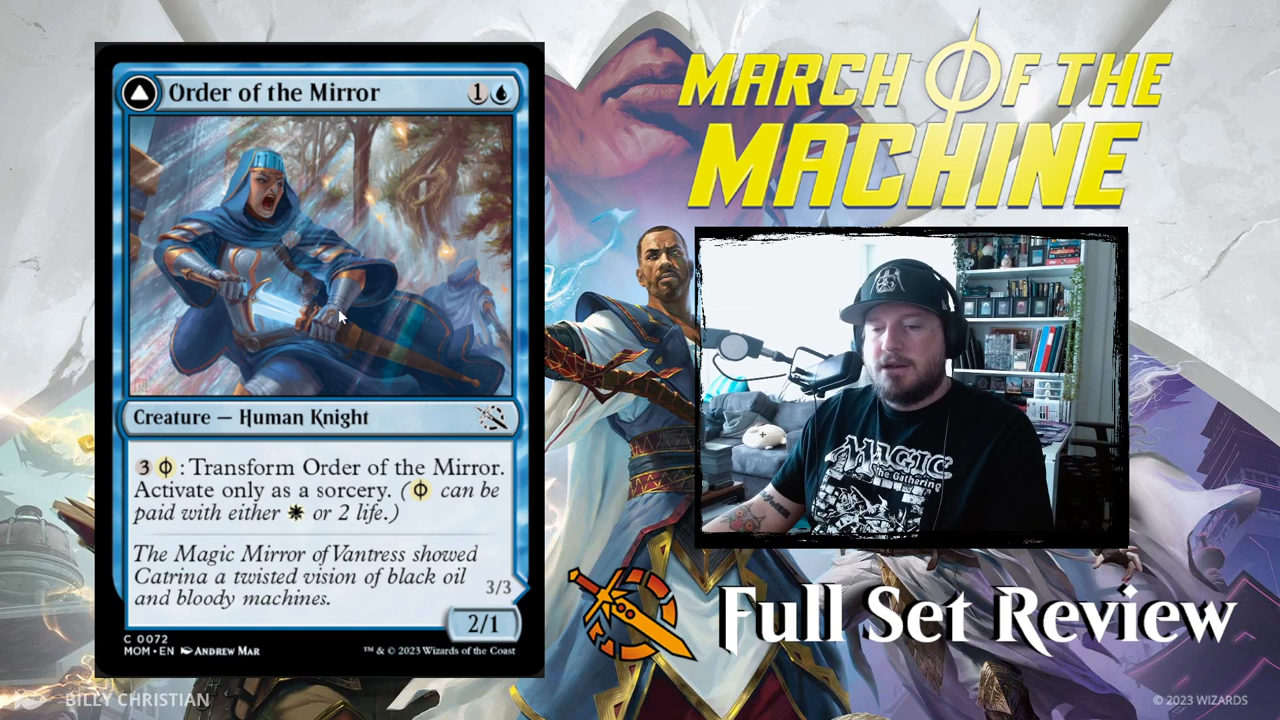 Order of the Mirror 1
Creature — Human Knight
3 : Transform Order of the Mirror.
Activate only as a sorcery. ( can be
paid with either or 2 life.)
The Magic Mirror of Vantress showed
Catrina a twisted vision of black oil
and bloody machines.
3/3
2/1
C 0072
MOM • EN Andrew Mar
™ & © 2023 Wizards of the Coast
MARCH OF THE
MACHINE
MAGIC
The Gathering
Full Set Review
BILLY CHRISTIAN
© 2023 WIZARDS